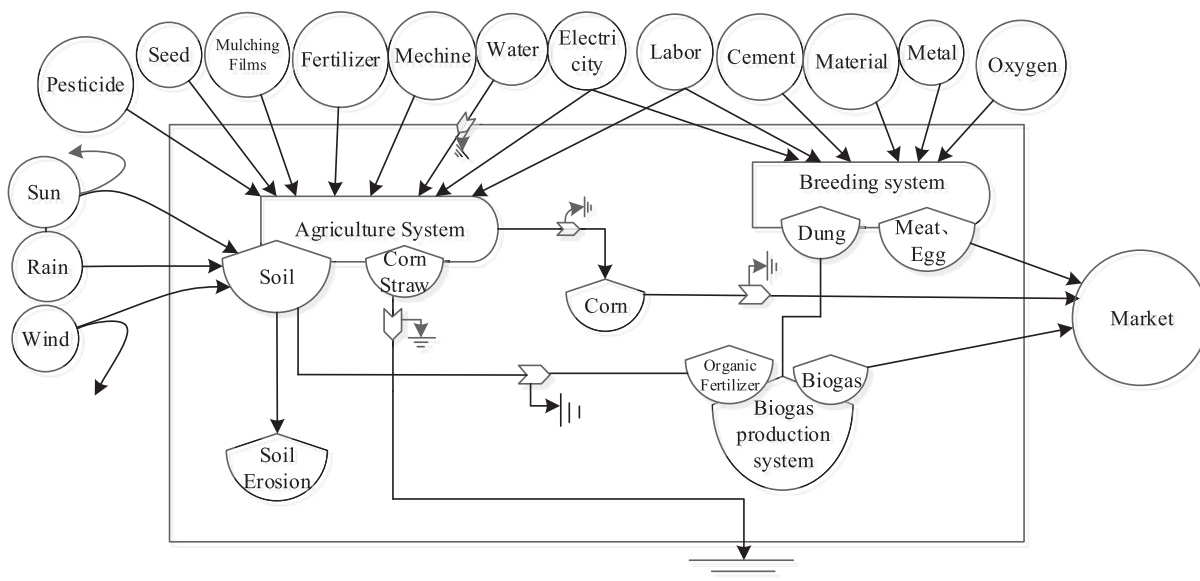 Pesticide
Seed
Mulching
Films
Fertilizer
Mechine
Water
Electri
city
Labor
Cement
Material
Metal
Oxygen
Sun
Rain
Wind
Agriculture System
Soil
Corn
Straw
Breeding system
Dung
Meat、
Egg
Corn
Market
Organic
Fertilizer
Biogas
Biogas
production
system
Soil
Erosion